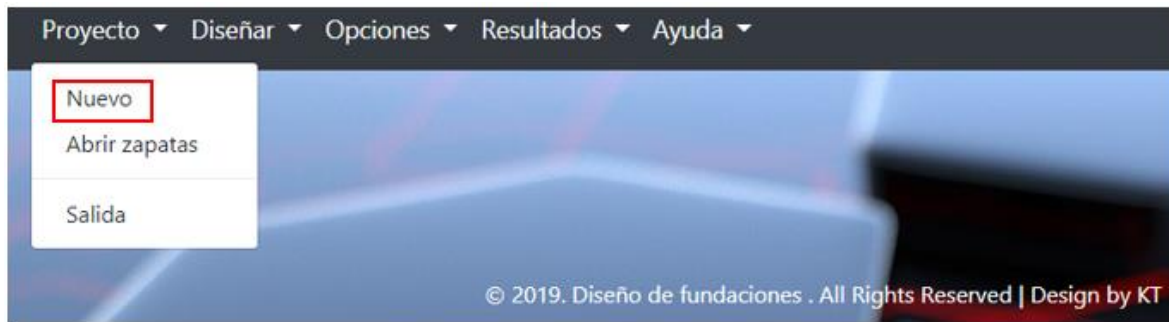 Proyecto Diseñar Opciones Resultados Ayuda
Nuevo
Abrir zapatas
Salida
© 2019. Diseño de fundaciones . All Rights Reserved | Design by KT